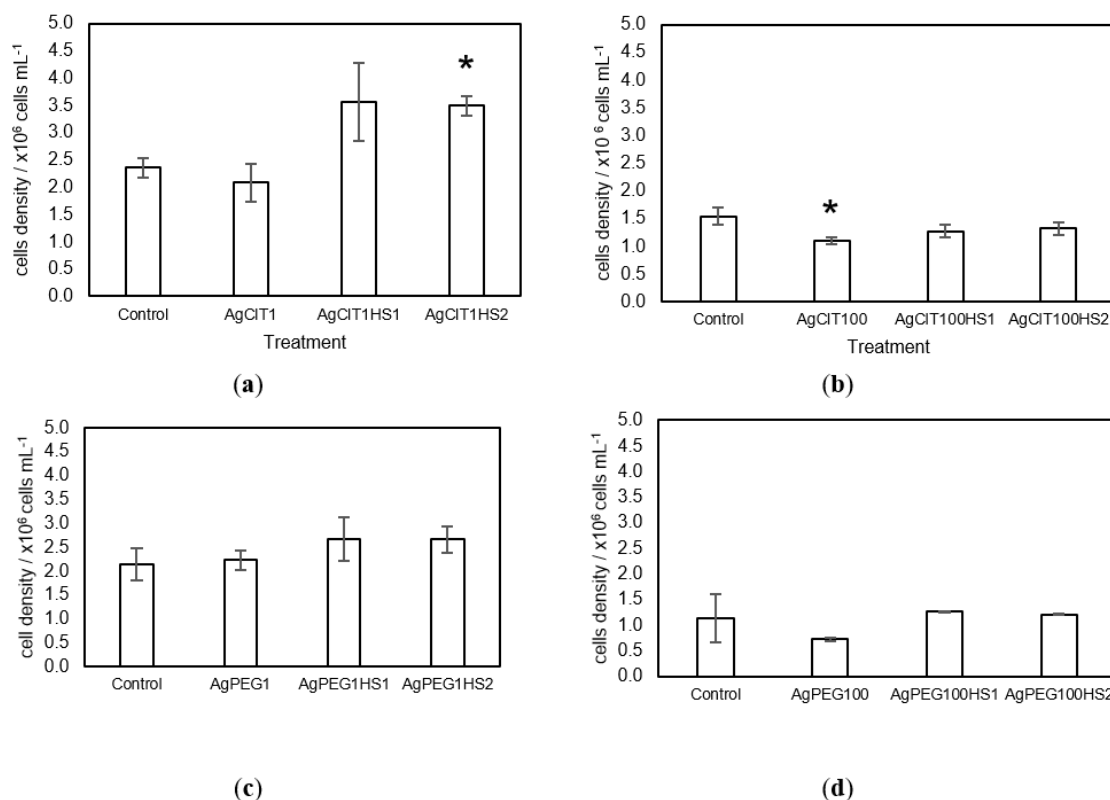 cells density / x10⁶ cells mL⁻¹
5.0
4.5
4.0
3.5
3.0
2.5
2.0
1.5
1.0
0.5
0.0
*
Control
AgCIT1
AgCIT1HS1
AgCIT1HS2
Treatment
(a)
cells density / x10 ⁶ cells mL⁻¹
5.0
4.5
4.0
3.5
3.0
2.5
2.0
1.5
1.0
0.5
0.0
*
Control
AgCIT100
AgCIT100HS1
AgCIT100HS2
Treatment
(b)
cell density / x10⁶ cells mL⁻¹
5.0
4.5
4.0
3.5
3.0
2.5
2.0
1.5
1.0
0.5
0.0
Control
AgPEG1
AgPEG1HS1
AgPEG1HS2
(c)
cells density / x10⁶ cells mL⁻¹
5.0
4.5
4.0
3.5
3.0
2.5
2.0
1.5
1.0
0.5
0.0
Control
AgPEG100
AgPEG100HS1
AgPEG100HS2
(d)